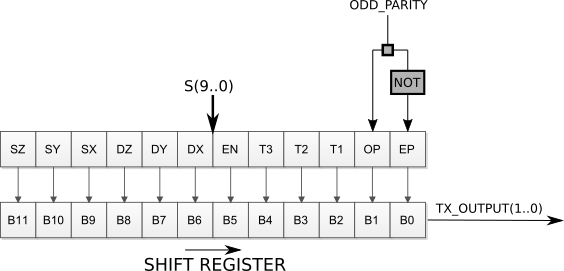 ODD_PARITY
S(9..0)
NOT
SZ SY SX DZ DY DX EN T3 T2 T1 OP EP
B11 B10 B9 B8 B7 B6 B5 B4 B3 B2 B1 B0
TX_OUTPUT(1..0)
SHIFT REGISTER